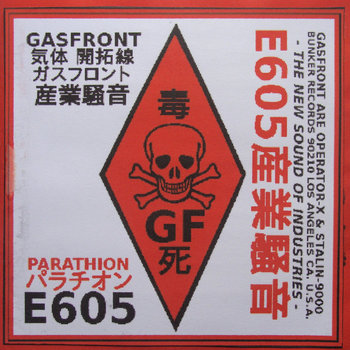 GASFRONT
気体 開拓線
ガスフロント
産業騒音
毒
GF
死
PARATHION
パラチオン
E605
GASFRONT ARE OPERATOR-X & STALIN-9000
BUNKER RECORDS 90210 LOS ANGELES CA. U.S.A.
- THE NEW SOUND OF INDUSTRIES -
E605産業騒音